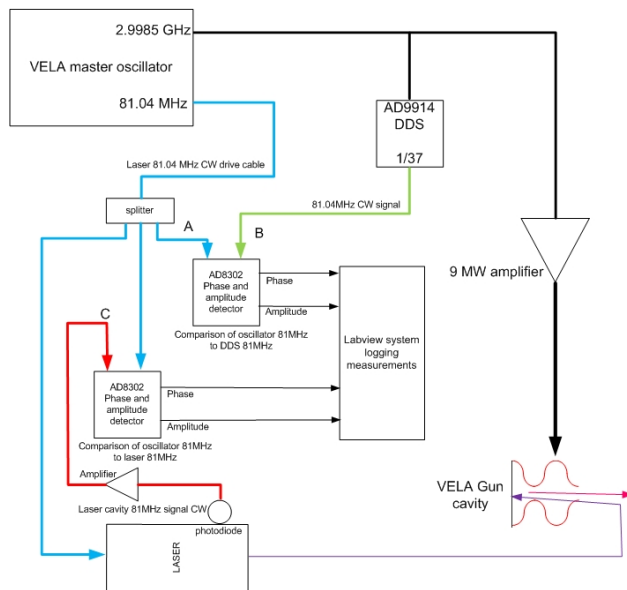 2.9985 GHz
VELA master oscillator
81.04 MHz
AD9914
DDS
1/37
Laser 81.04 MHz CW drive cable
splitter
A
81.04MHz CW signal
B
AD8302
Phase and
amplitude
detector
Phase
Amplitude
9 MW amplifier
Comparison of oscillator 81MHz
to DDS 81MHz
Labview system
logging
measurements
C
AD8302
Phase and
amplitude
detector
Phase
Amplitude
Comparison of oscillator 81MHz
to laser 81MHz
Amplifier
Laser cavity 81MHz signal CW
photodiode
VELA Gun
cavity
LASER